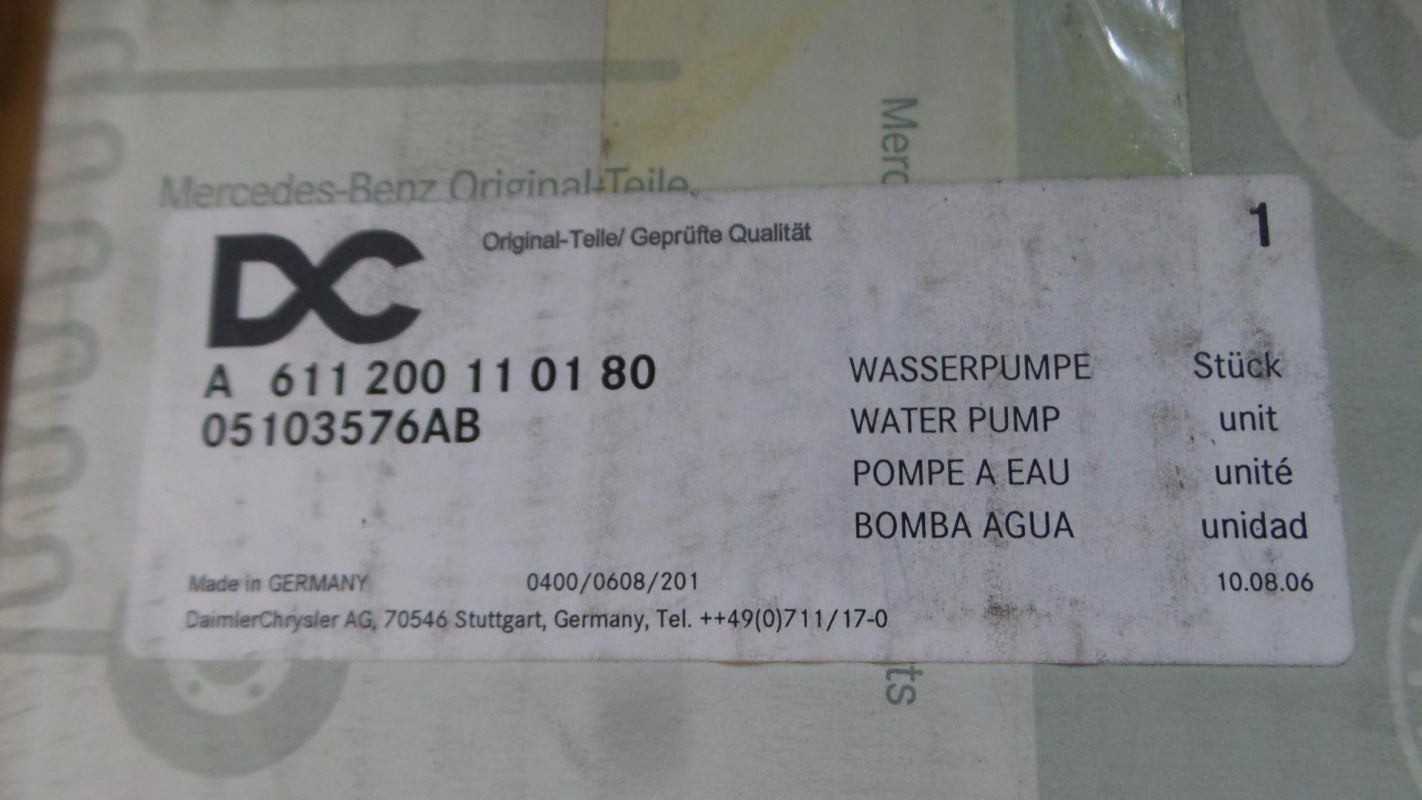 Mercedes-Benz Original-Teile
DC
Original-Teile/ Geprüfte Qualität
1
A 611 200 11 01 80
05103576AB
WASSERPUMPE Stück
WATER PUMP unit
POMPE A EAU unité
BOMBA AGUA unidad
Made in GERMANY 0400/0608/201 10.08.06
DaimlerChrysler AG, 70546 Stuttgart, Germany, Tel. ++49(0)711/17-0